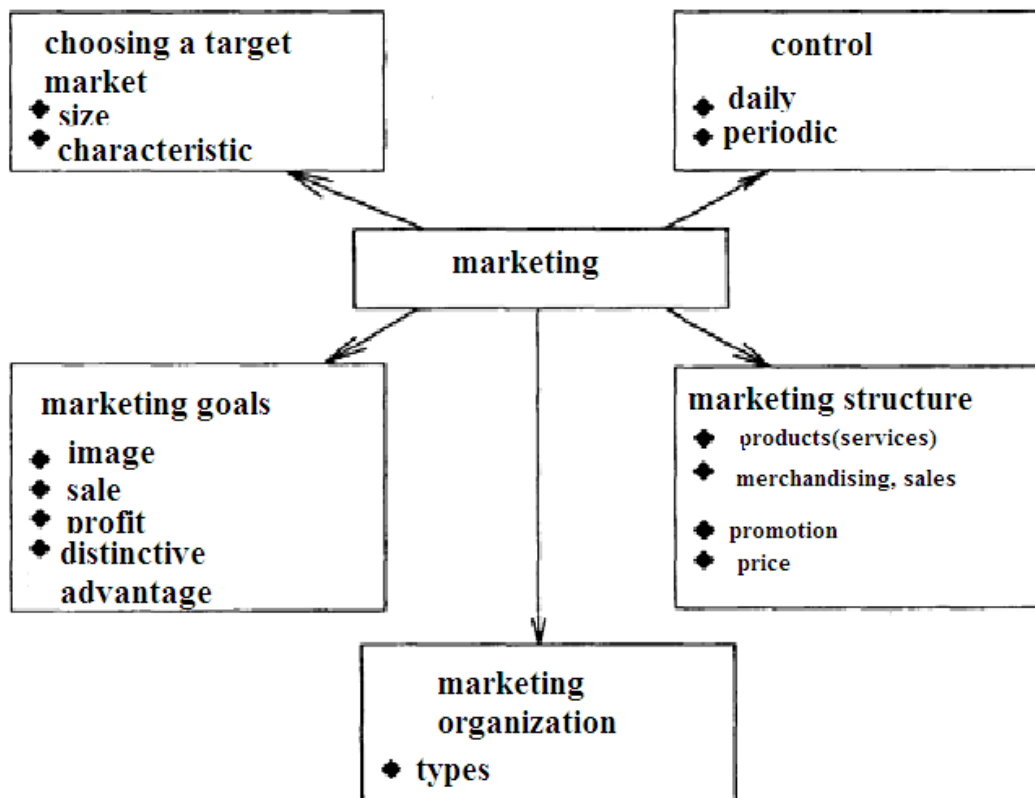 choosing a target
market
size
characteristic
control
daily
periodic
marketing
marketing goals
image
sale
profit
distinctive
advantage
marketing structure
products(services)
merchandising, sales
promotion
price
marketing
organization
types